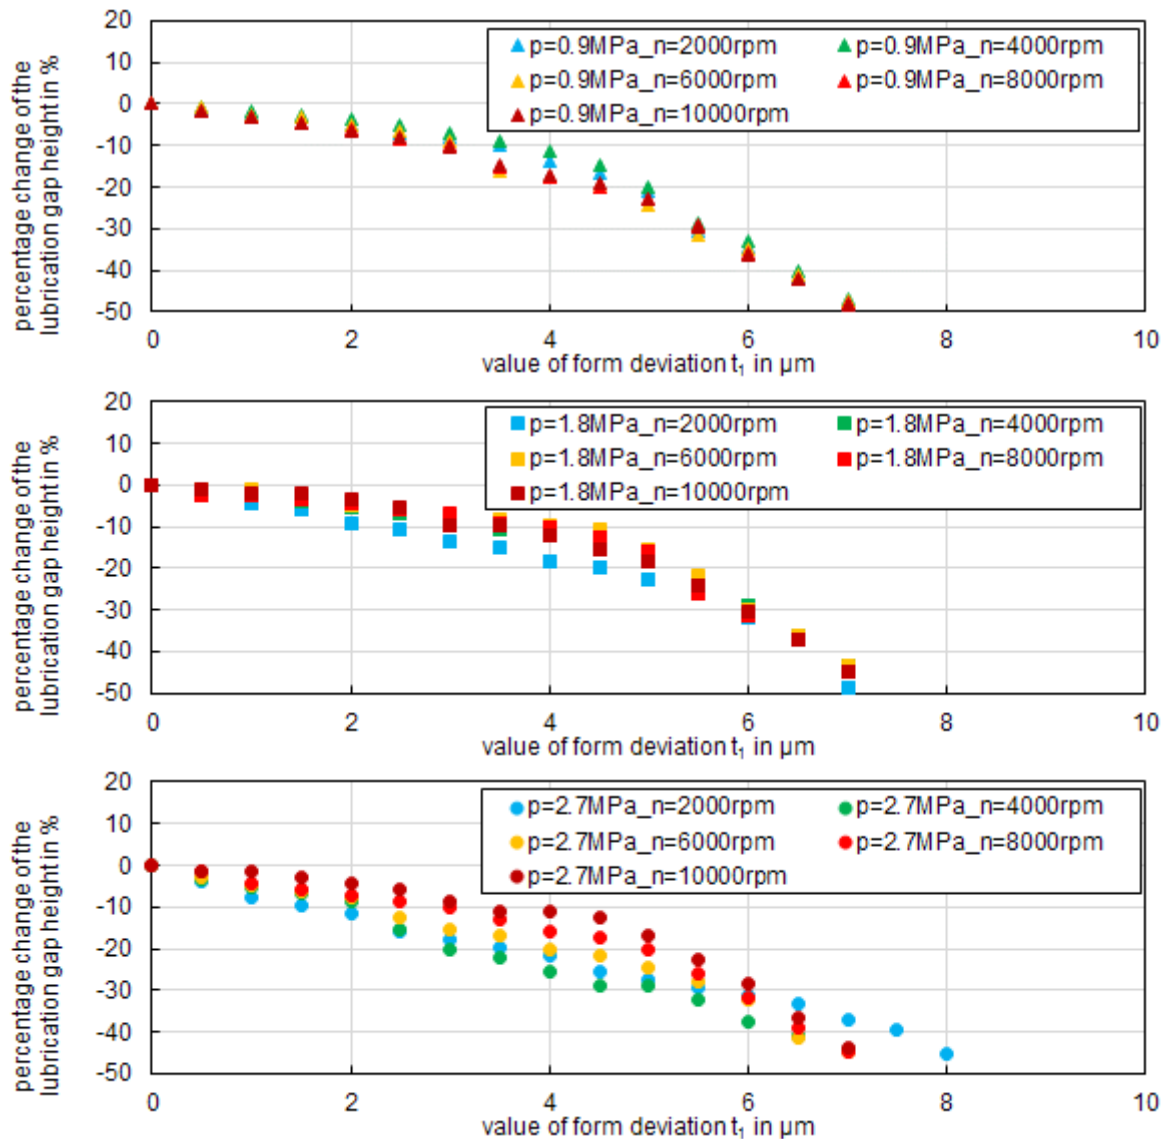 percentage change of the
lubrication gap height in %
20
10
0
-10
-20
-30
-40
-50
p=0.9MPa_n=2000rpm
p=0.9MPa_n=4000rpm
p=0.9MPa_n=6000rpm
p=0.9MPa_n=8000rpm
p=0.9MPa_n=10000rpm
0 2 4 6 8 10
value of form deviation t₁ in µm
percentage change of the
lubrication gap height in %
20
10
0
-10
-20
-30
-40
-50
p=1.8MPa_n=2000rpm
p=1.8MPa_n=4000rpm
p=1.8MPa_n=6000rpm
p=1.8MPa_n=8000rpm
p=1.8MPa_n=10000rpm
0 2 4 6 8 10
value of form deviation t₁ in µm
percentage change of the
lubrication gap height in %
20
10
0
-10
-20
-30
-40
-50
p=2.7MPa_n=2000rpm
p=2.7MPa_n=4000rpm
p=2.7MPa_n=6000rpm
p=2.7MPa_n=8000rpm
p=2.7MPa_n=10000rpm
0 2 4 6 8 10
value of form deviation t₁ in µm